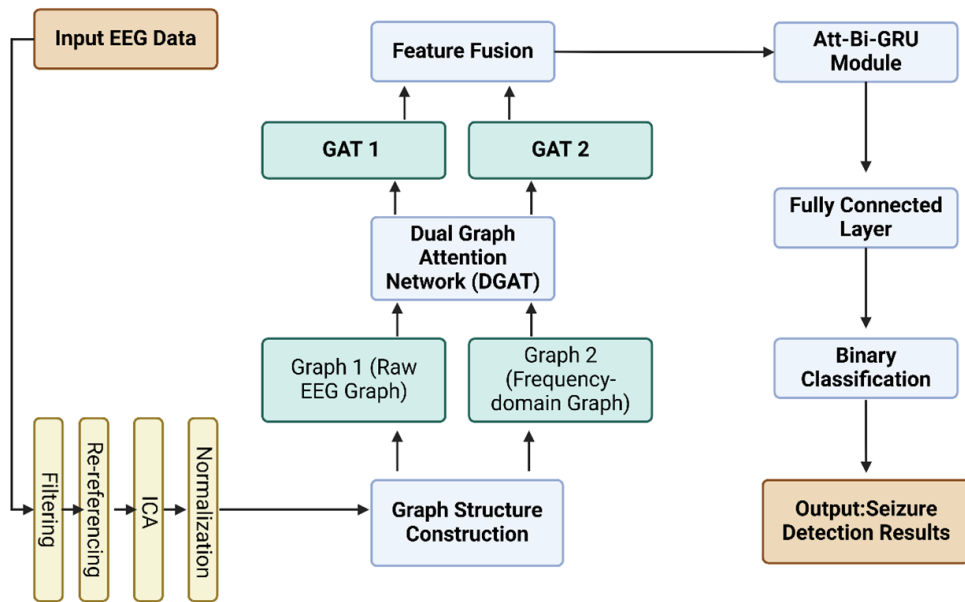 Input EEG Data
Filtering
Re-referencing
ICA
Normalization
Graph Structure
Construction
Graph 1 (Raw
EEG Graph)
Graph 2
(Frequency-
domain Graph)
Dual Graph
Attention
Network (DGAT)
GAT 1
GAT 2
Feature Fusion
Att-Bi-GRU
Module
Fully Connected
Layer
Binary
Classification
Output:Seizure
Detection Results